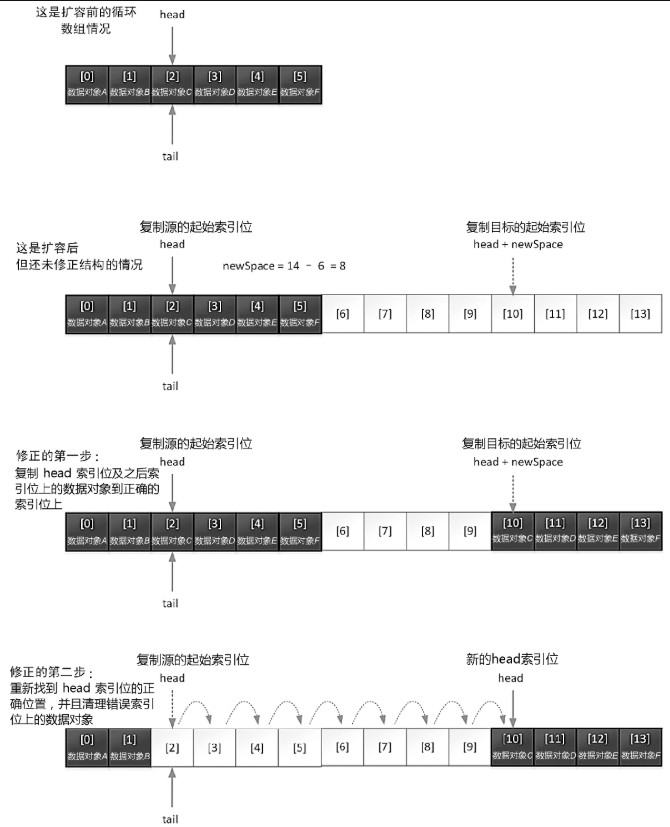 这是扩容前的循环
数组情况
head
[0] [1] [2] [3] [4] [5]
数据对象A 数据对象B 数据对象C 数据对象D 数据对象E 数据对象F
tail
这是扩容后
但还未修正结构的情况
复制源的起始索引位
head
newSpace = 14 - 6 = 8
复制目标的起始索引位
head + newSpace
[0] [1] [2] [3] [4] [5] [6] [7] [8] [9] [10] [11] [12] [13]
数据对象A 数据对象B 数据对象C 数据对象D 数据对象E 数据对象F
tail
修正的第一步：
复制 head 索引位及之后索
引位上的数据对象到正确的
索引位上
复制源的起始索引位
head
复制目标的起始索引位
head + newSpace
[0] [1] [2] [3] [4] [5] [6] [7] [8] [9] [10] [11] [12] [13]
数据对象A 数据对象B 数据对象C 数据对象D 数据对象E 数据对象F 数据对象C 数据对象D 数据对象E 数据对象F
tail
修正的第二步：
重新找到 head 索引位的正
确位置，并且清理错误索引
位上的数据对象
复制源的起始索引位
head
新的head索引位
head
[0] [1] [2] [3] [4] [5] [6] [7] [8] [9] [10] [11] [12] [13]
数据对象A 数据对象B 数据对象C 数据对象D 数据对象E 数据对象F
tail